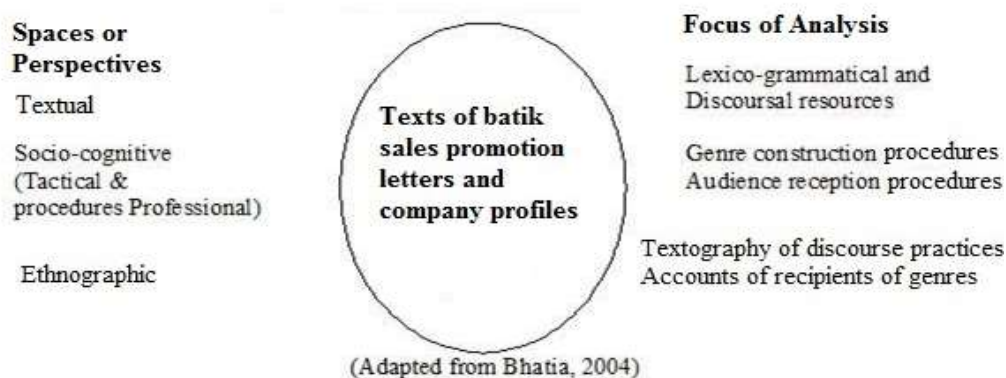 Spaces or
Perspectives
Textual
Socio-cognitive
(Tactical &
procedures Professional)
Ethnographic
Texts of batik
sales promotion
letters and
company profiles
Focus of Analysis
Lexico-grammatical and
Discoursal resources
Genre construction procedures
Audience reception procedures
Textography of discourse practices
Accounts of recipients of genres
(Adapted from Bhatia, 2004)